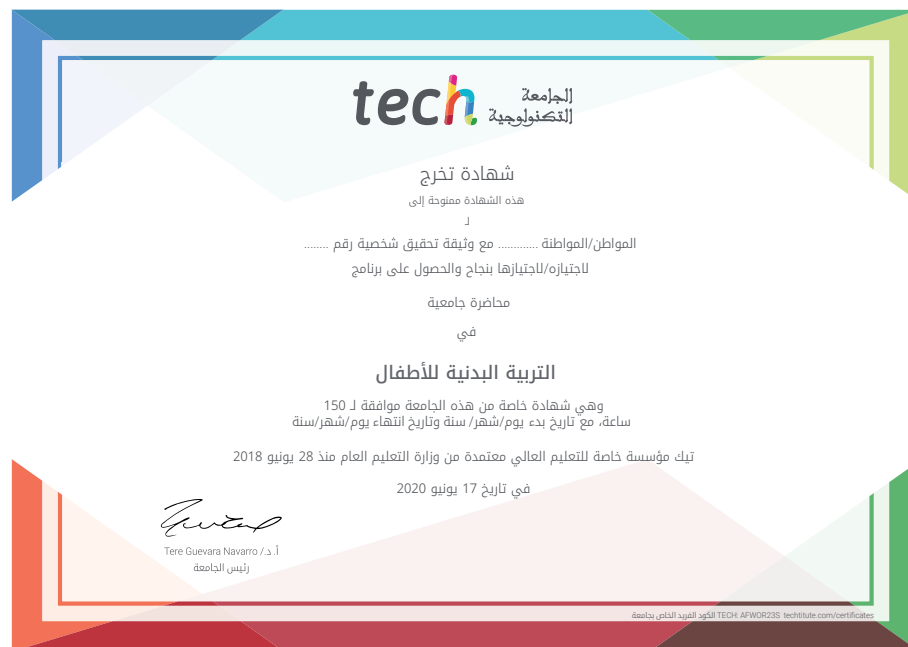 tech الجامعة
التكنولوجية
شهادة تخرج
هذه الشهادة ممنوحة إلى
لـ
المواطن/المواطنة ............. مع وثيقة تحقيق شخصية رقم ........
لاجتيازه/لاجتيازها بنجاح والحصول على برنامج
محاضرة جامعية
في
التربية البدنية للأطفال
وهي شهادة خاصة من هذه الجامعة موافقة لـ 150
ساعة، مع تاريخ بدء يوم/شهر/ سنة وتاريخ انتهاء يوم/شهر/سنة
تيك مؤسسة خاصة للتعليم العالي معتمدة من وزارة التعليم العام منذ 28 يونيو 2018
في تاريخ 17 يونيو 2020
أ.د./ Tere Guevara Navarro
رئيس الجامعة
الكود الفريد الخاص بجامعة TECH: AFWOR23S techtitute.com/certificates